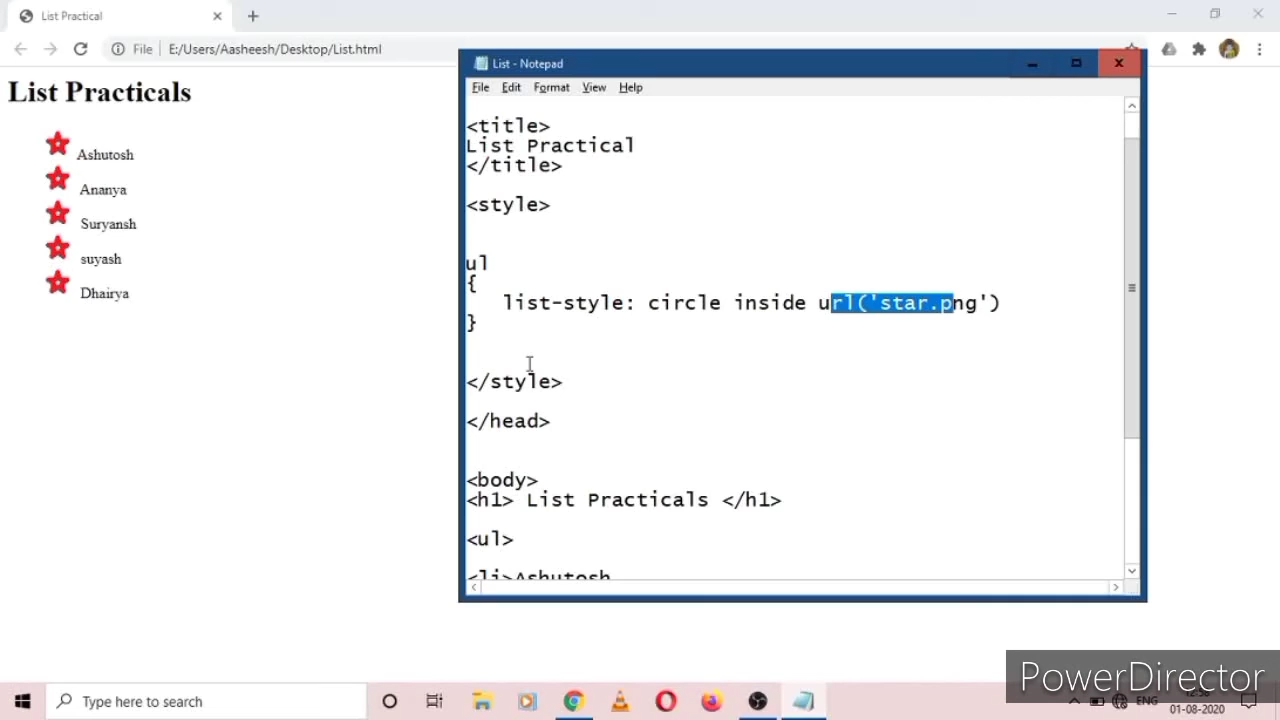 List Practical
File
E:/Users/Aasheesh/Desktop/List.html
List Practicals
Ashutosh
Ananya
Suryansh
suyash
Dhairya
List - Notepad
File Edit Format View Help
<title>
List Practical
</title>
<style>
ul
{
list-style: circle inside url('star.png')
}
</style>
</head>
<body>
<h1> List Practicals </h1>
<ul>
<li>Ashutosh
PowerDirector
Type here to search
ENG
01-08-2020